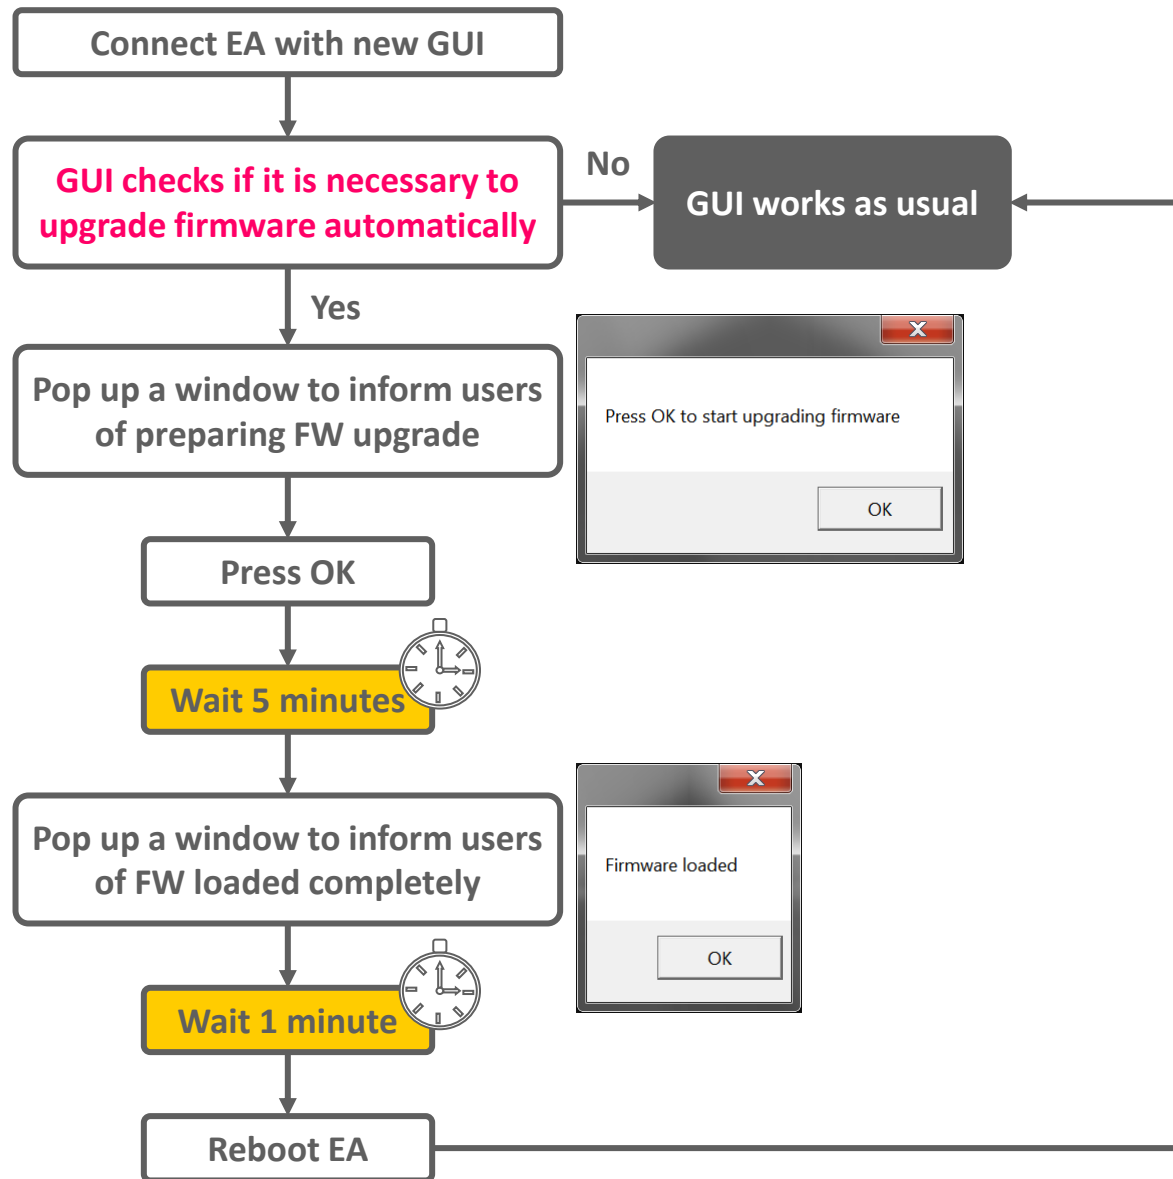 Connect EA with new GUI
GUI checks if it is necessary to
upgrade firmware automatically
No
GUI works as usual
Yes
Pop up a window to inform users
of preparing FW upgrade
X
Press OK to start upgrading firmware
OK
Press OK
Wait 5 minutes
Pop up a window to inform users
of FW loaded completely
X
Firmware loaded
OK
Wait 1 minute
Reboot EA